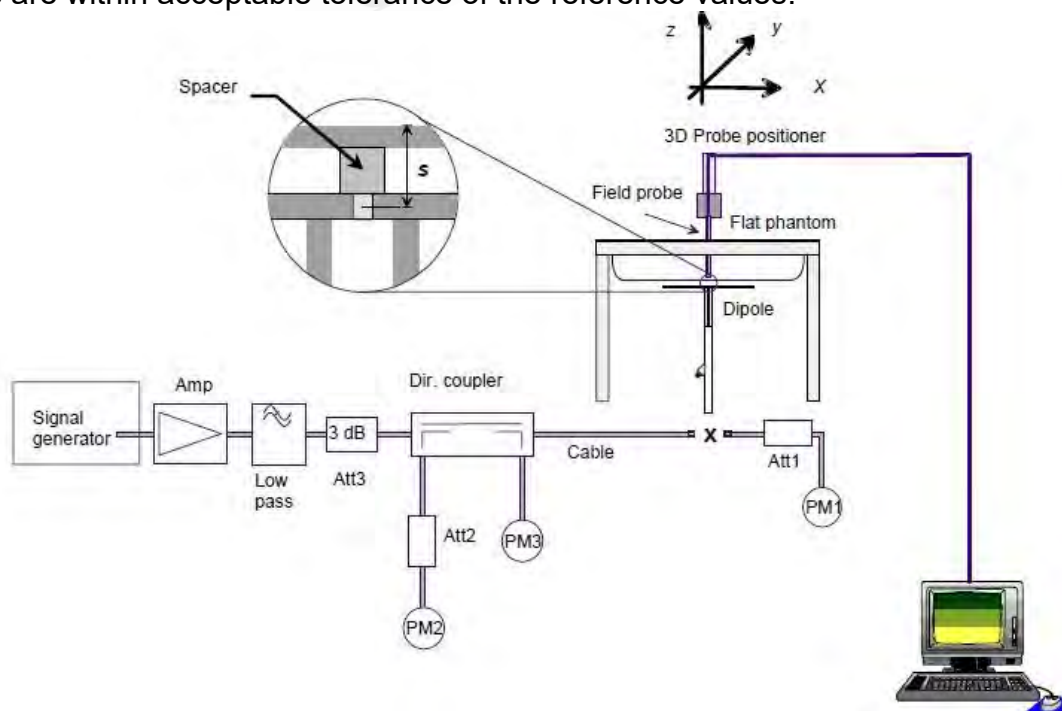 are within acceptable tolerance of the reference values.
z
y
X
Spacer
s
3D Probe positioner
Field probe
Flat phantom
Dipole
Dir. coupler
Amp
Signal
generator
3 dB
Cable
x
Att1
Low
pass
Att3
PM1
Att2
PM3
PM2